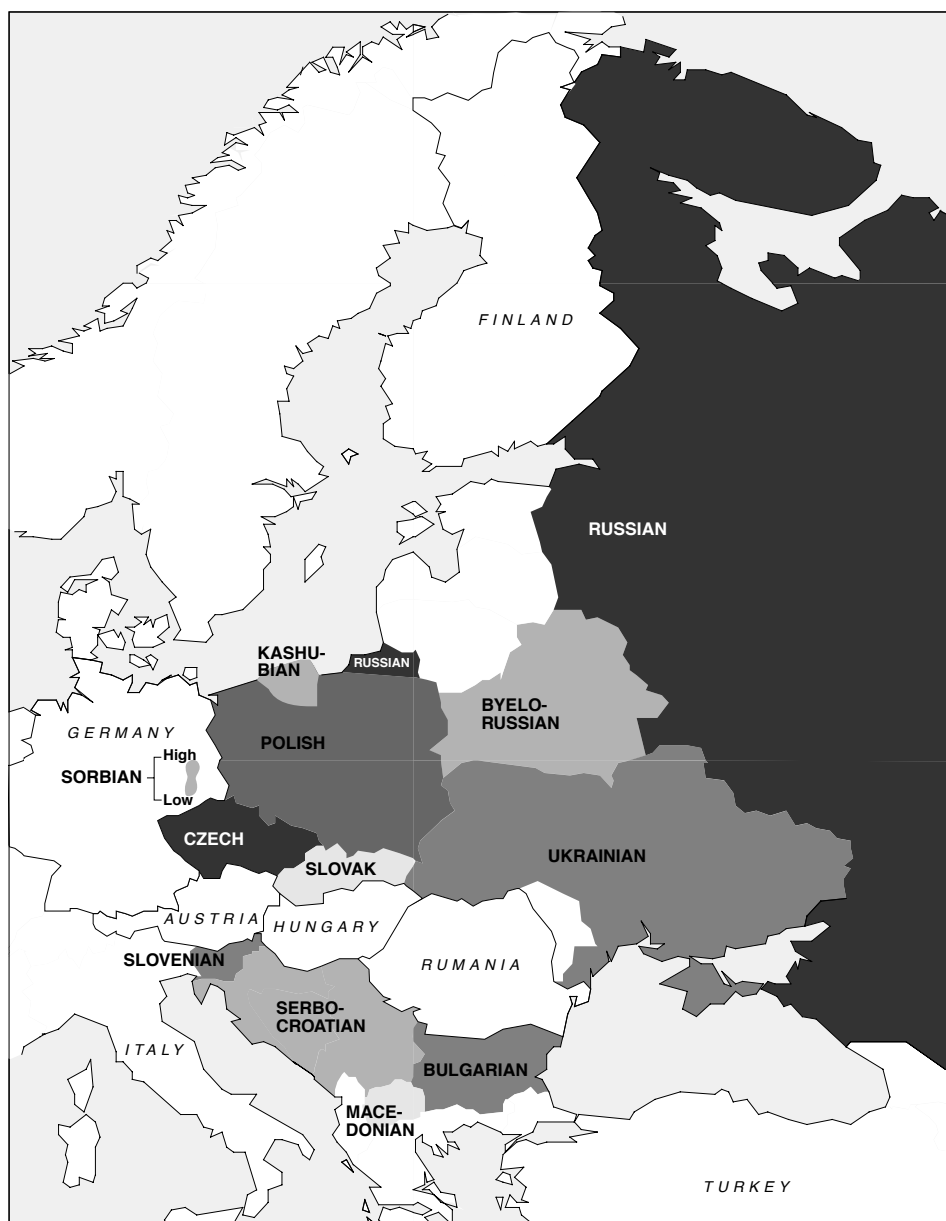 FINLAND
RUSSIAN
KASHU-
BIAN
RUSSIAN
BYELO-
RUSSIAN
GERMANY
POLISH
High
SORBIAN
Low
CZECH
UKRAINIAN
SLOVAK
AUSTRIA
HUNGARY
SLOVENIAN
RUMANIA
SERBO-
CROATIAN
ITALY
BULGARIAN
MACE-
DONIAN
TURKEY